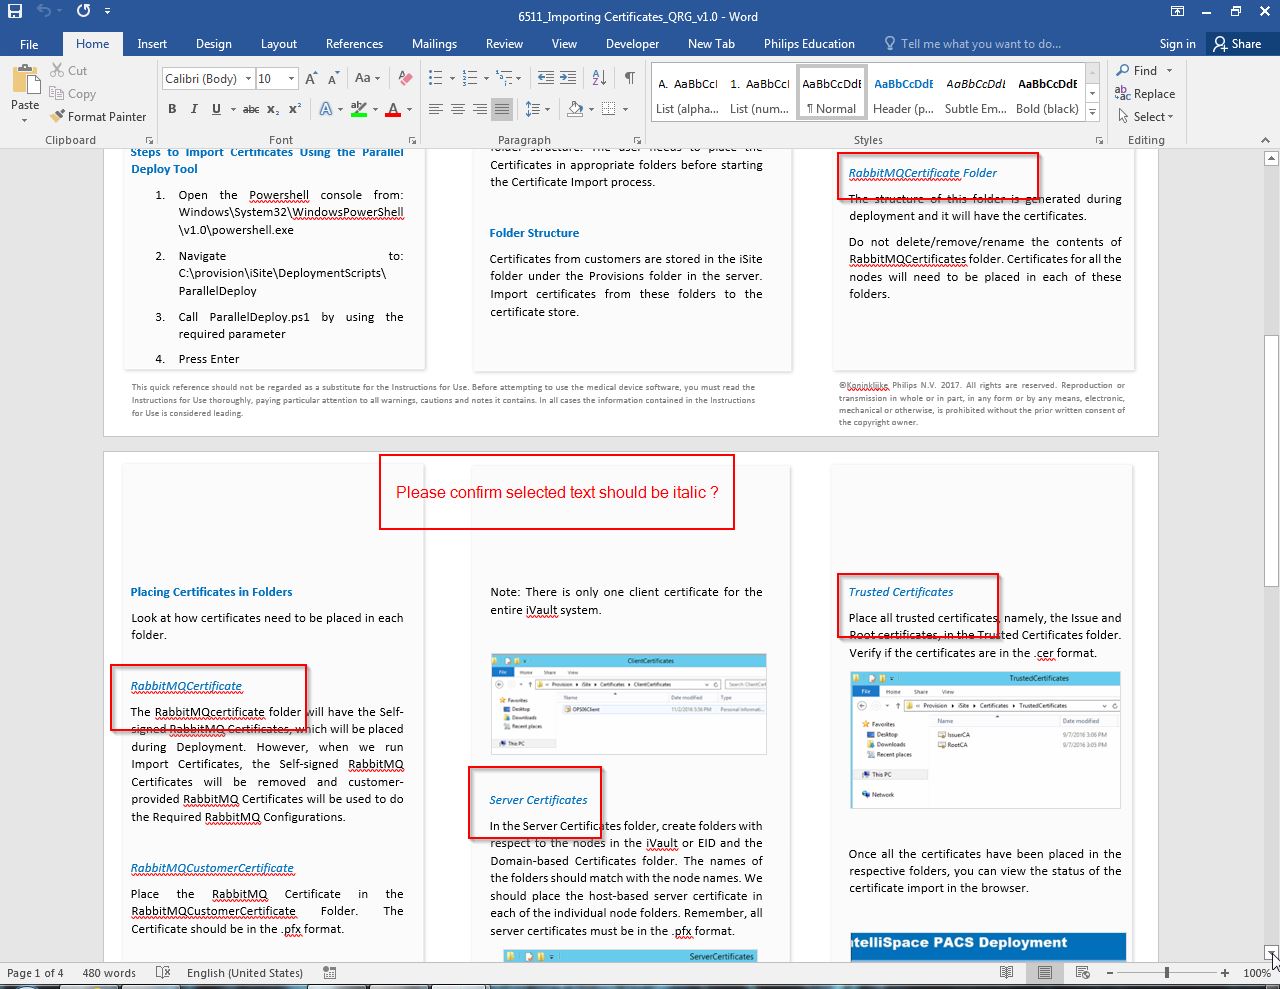 6511_Importing Certificates_QRG_v1.0 - Word
File
Home
Insert
Design
Layout
References
Mailings
Review
View
Developer
New Tab
Philips Education
Tell me what you want to do...
Sign in
Share
Paste
Cut
Copy
Format Painter
Clipboard
Calibri (Body)
10
Font
Paragraph
A. AaBbCcI
1. AaBbCcI
AaBbCcDdE
AaBbCcDdE
AaBbCcDdI
AaBbCcDdE
List (alpha...
List (num...
¶ Normal
Header (p...
Subtle Em...
Bold (black)
Styles
Find
Replace
Select
Editing
Steps to Import Certificates Using the Parallel
Deploy Tool
1. Open the Powershell console from:
Windows\System32\WindowsPowerShell
\v1.0\powershell.exe
2. Navigate to:
C:\provision\iSite\DeploymentScripts\
ParallelDeploy
3. Call ParallelDeploy.ps1 by using the
required parameter
4. Press Enter
folder structure. The user needs to place the
Certificates in appropriate folders before starting
the Certificate Import process.
Folder Structure
Certificates from customers are stored in the iSite
folder under the Provisions folder in the server.
Import certificates from these folders to the
certificate store.
RabbitMQCertificate Folder
The structure of this folder is generated during
deployment and it will have the certificates.
Do not delete/remove/rename the contents of
RabbitMQCertificates folder. Certificates for all the
nodes will need to be placed in each of these
folders.
This quick reference should not be regarded as a substitute for the Instructions for Use. Before attempting to use the medical device software, you must read the
Instructions for Use thoroughly, paying particular attention to all warnings, cautions and notes it contains. In all cases the information contained in the Instructions
for Use is considered leading.
©Koninklijke Philips N.V. 2017. All rights are reserved. Reproduction or
transmission in whole or in part, in any form or by any means, electronic,
mechanical or otherwise, is prohibited without the prior written consent of
the copyright owner.
Please confirm selected text should be italic ?
Placing Certificates in Folders
Look at how certificates need to be placed in each
folder.
RabbitMQCertificate
The RabbitMQcertificate folder will have the Self-
signed RabbitMQ Certificates, which will be placed
during Deployment. However, when we run
Import Certificates, the Self-signed RabbitMQ
Certificates will be removed and customer-
provided RabbitMQ Certificates will be used to do
the Required RabbitMQ Configurations.
RabbitMQCustomerCertificate
Place the RabbitMQ Certificate in the
RabbitMQCustomerCertificate Folder. The
Certificate should be in the .pfx format.
Note: There is only one client certificate for the
entire iVault system.
ClientCertificates
File Home Share View
Provision iSite Certificates ClientCertificates
Search ClientCert
Favorites
Desktop
Downloads
Recent places
This PC
Name Date modified Type
OPS06Client 11/2/2016 5:56 PM Personal Informati...
Server Certificates
In the Server Certificates folder, create folders with
respect to the nodes in the iVault or EID and the
Domain-based Certificates folder. The names of
the folders should match with the node names. We
should place the host-based server certificate in
each of the individual node folders. Remember, all
server certificates must be in the .pfx format.
ServerCertificates
Trusted Certificates
Place all trusted certificates, namely, the Issue and
Root certificates, in the Trusted Certificates folder.
Verify if the certificates are in the .cer format.
TrustedCertificates
File Home Share View
Provision iSite Certificates TrustedCertificates
Favorites
Desktop
Downloads
Recent places
This PC
Network
Name Date modified
IssuerCA 9/7/2016 3:06 PM
RootCA 9/7/2016 3:03 PM
Once all the certificates have been placed in the
respective folders, you can view the status of the
certificate import in the browser.
ntelliSpace PACS Deployment
Page 1 of 4
480 words
English (United States)
100%